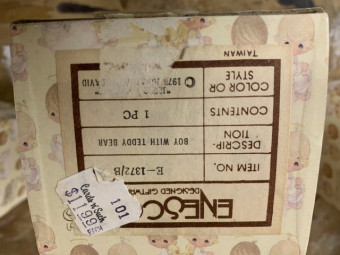 ENESCO
DESIGNED GIFTWARE
ITEM NO. E-1372/B
DESCRIP-
TION BOY WITH TEDDY BEAR
CONTENTS 1 PC
COLOR OR
STYLE
TAIWAN
Cards n' Such
$11.99
101